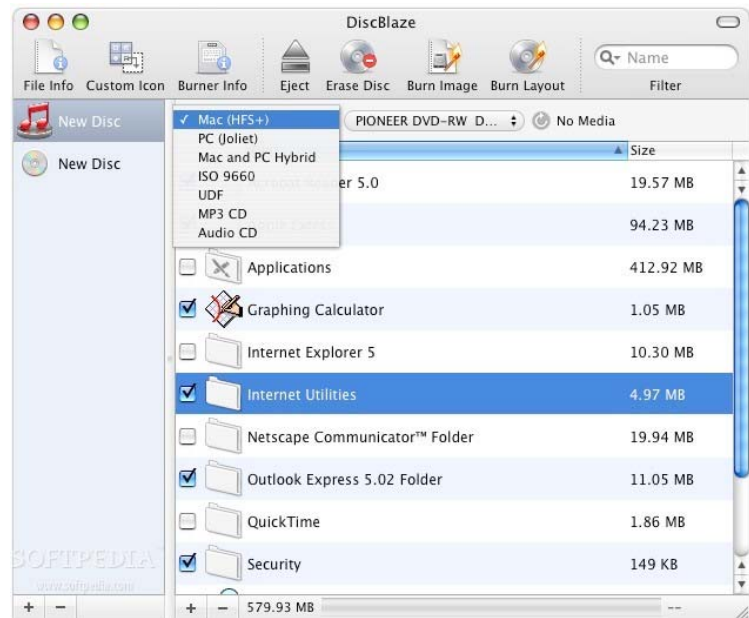 DiscBlaze
File Info Custom Icon Burner Info Eject Erase Disc Burn Image Burn Layout Name Filter
New Disc
New Disc
✓ Mac (HFS+)
PC (Joliet)
Mac and PC Hybrid
ISO 9660
UDF
MP3 CD
Audio CD
PIONEER DVD-RW D... No Media
Size
er 5.0 19.57 MB
94.23 MB
Applications 412.92 MB
Graphing Calculator 1.05 MB
Internet Explorer 5 10.30 MB
Internet Utilities 4.97 MB
Netscape Communicator™ Folder 19.94 MB
Outlook Express 5.02 Folder 11.05 MB
QuickTime 1.86 MB
Security 149 KB
SOFTPEDIA
www.softpedia.com
+ − + − 579.93 MB --